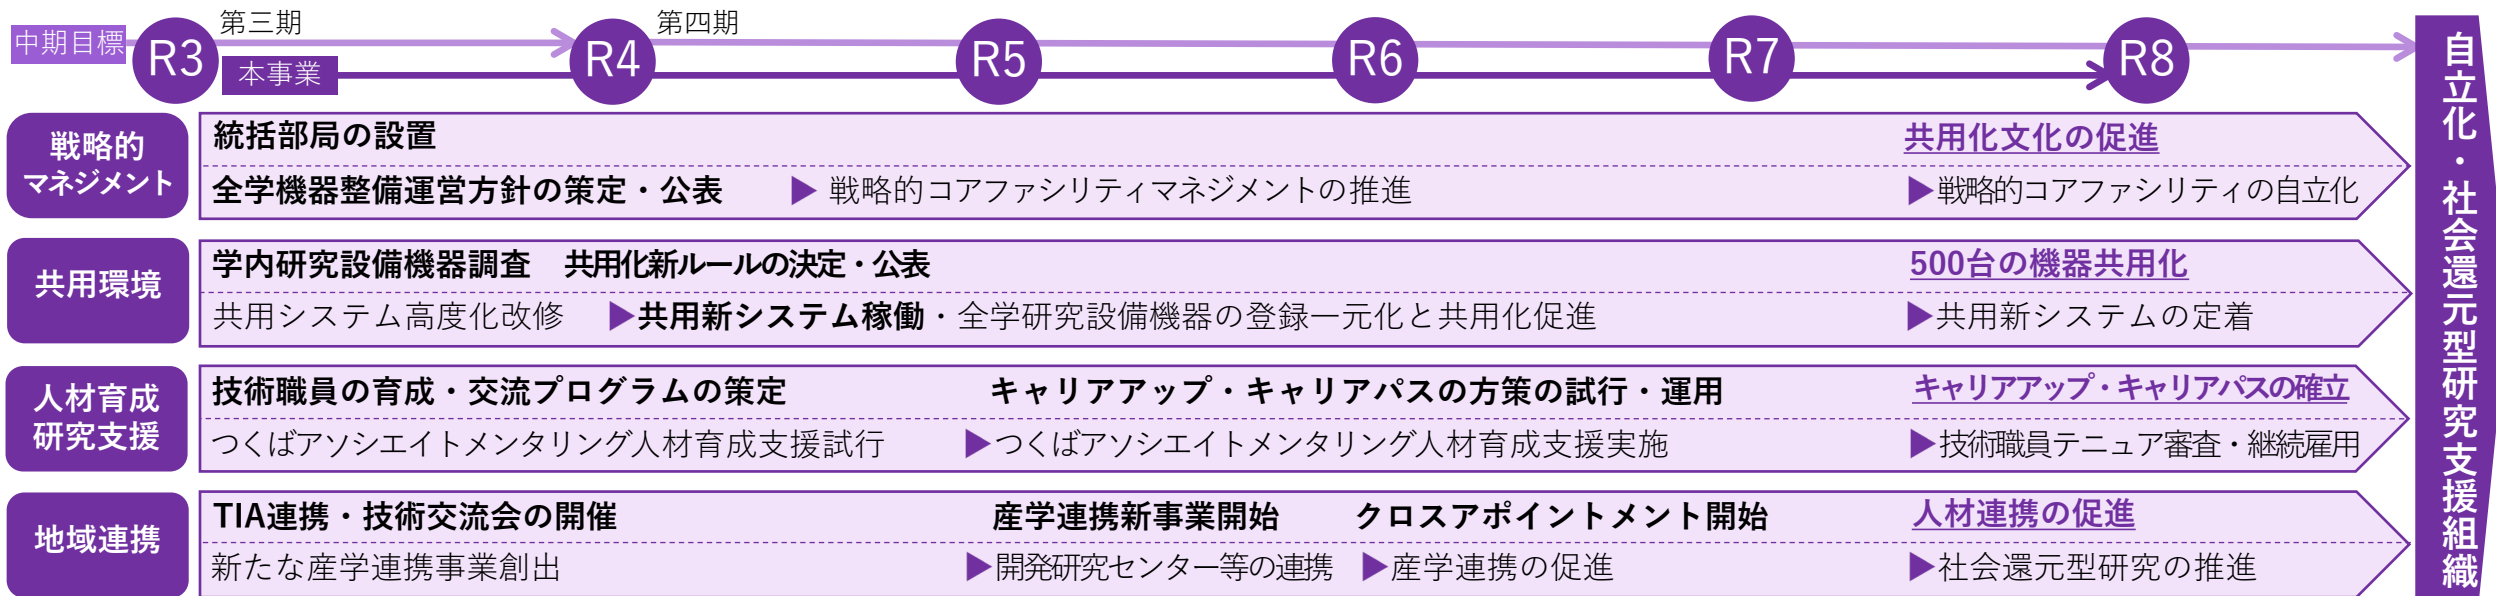 中期目標
R3
第三期
R4
第四期
R5
R6
R7
R8
本事業
戦略的
マネジメント
統括部局の設置
共用化文化の促進
全学機器整備運営方針の策定・公表
▶ 戦略的コアファシリティマネジメントの推進
▶戦略的コアファシリティの自立化
共用環境
学内研究設備機器調査
共用化新ルールの決定・公表
500台の機器共用化
共用システム高度化改修
▶共用新システム稼働・全学研究設備機器の登録一元化と共用化促進
▶共用新システムの定着
人材育成
研究支援
技術職員の育成・交流プログラムの策定
キャリアアップ・キャリアパスの方策の試行・運用
キャリアアップ・キャリアパスの確立
つくばアソシエイトメンタリング人材育成支援試行
▶つくばアソシエイトメンタリング人材育成支援実施
▶技術職員テニュア審査・継続雇用
地域連携
TIA連携・技術交流会の開催
産学連携新事業開始
クロスアポイントメント開始
人材連携の促進
新たな産学連携事業創出
▶開発研究センター等の連携
▶産学連携の促進
▶社会還元型研究の推進
自立化・社会還元型研究支援組織